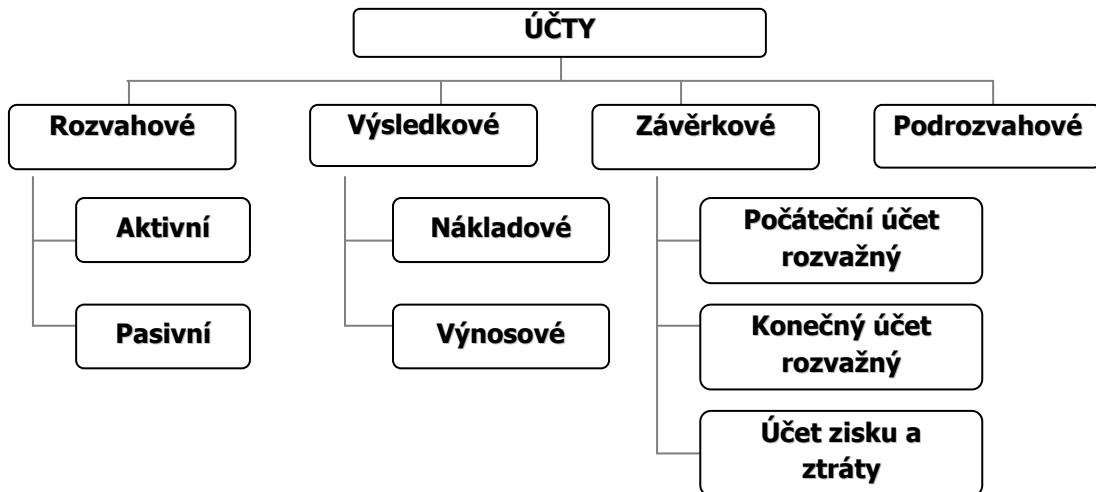 ÚČTY
Rozvahové
Výsledkové
Závěrkové
Podrozvahové
Aktivní
Nákladové
Počáteční účet
rozvažný
Pasivní
Výnosové
Konečný účet
rozvažný
Účet zisku a
ztráty